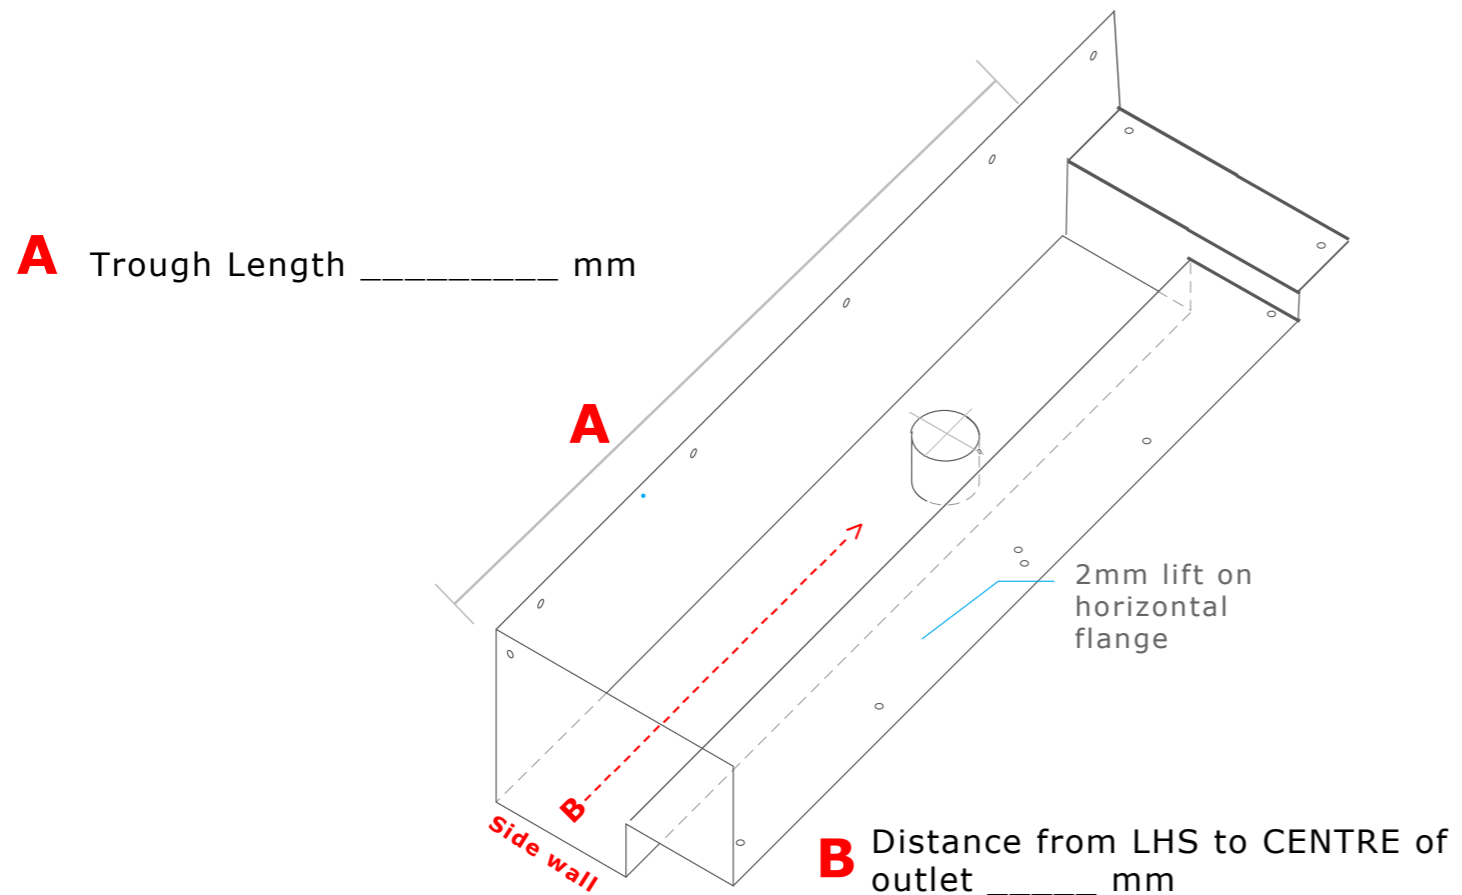 A Trough Length _________ mm
A
2mm lift on
horizontal
flange
B
Side wall
B Distance from LHS to CENTRE of
outlet _____ mm